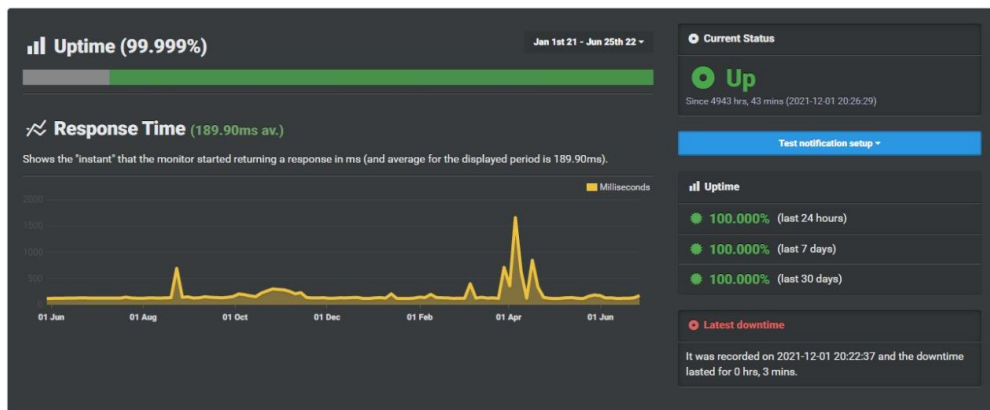 Uptime (99.999%)
Jan 1st 21 - Jun 25th 22
Response Time (189.90ms av.)
Shows the "instant" that the monitor started returning a response in ms (and average for the displayed period is 189.90ms).
Milliseconds
2000
1500
1000
500
0
01 Jun
01 Aug
01 Oct
01 Dec
01 Feb
01 Apr
01 Jun
Current Status
Up
Since 4943 hrs, 43 mins (2021-12-01 20:26:29)
Test notification setup
Uptime
100.000% (last 24 hours)
100.000% (last 7 days)
100.000% (last 30 days)
Latest downtime
It was recorded on 2021-12-01 20:22:37 and the downtime
lasted for 0 hrs, 3 mins.